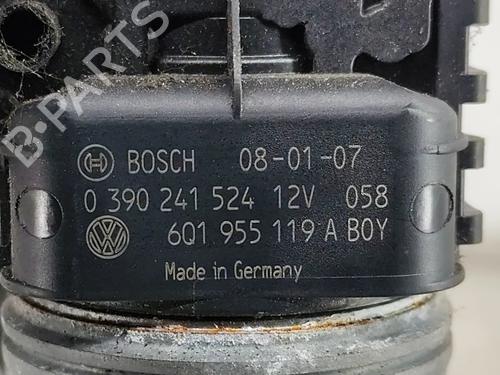 B-PARTS
BOSCH 08-01-07
0 390 241 524 12V 058
6Q1 955 119 A BOY
Made in Germany